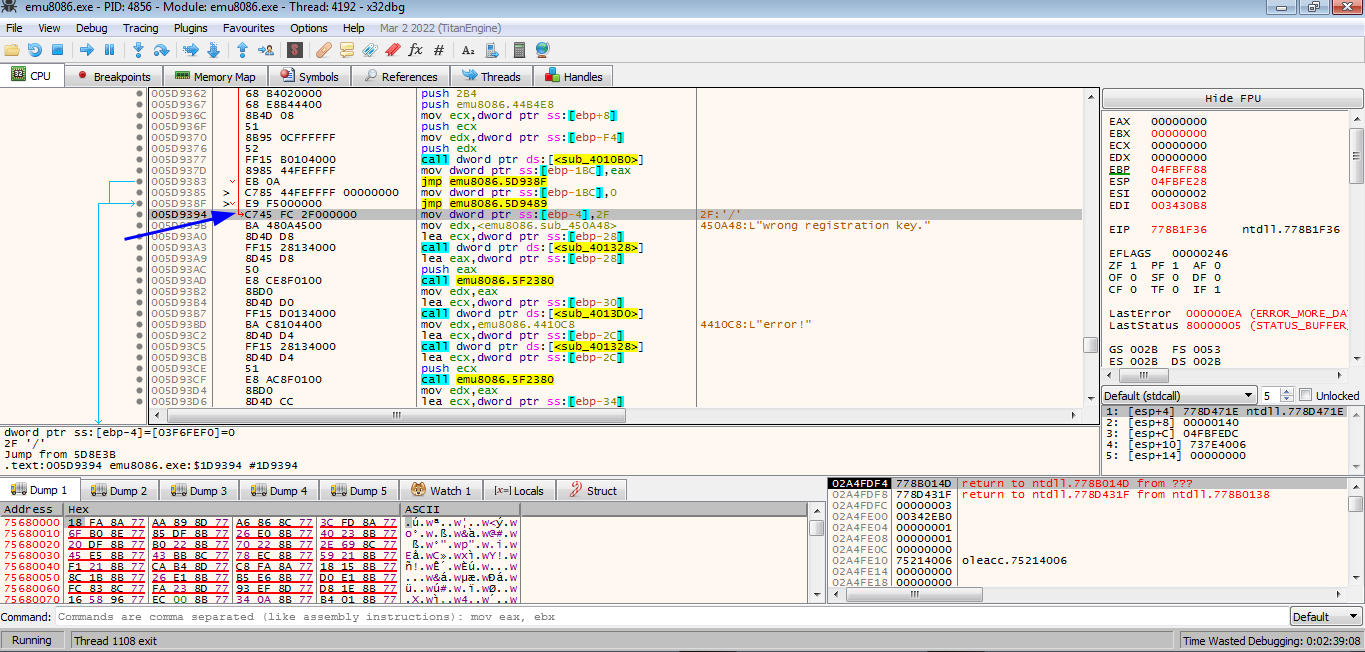 emu8086.exe - PID: 4856 - Module: emu8086.exe - Thread: 4192 - x32dbg
File View Debug Tracing Plugins Favourites Options Help Mar 2 2022 (TitanEngine)
CPU Breakpoints Memory Map Symbols References Threads Handles
005D9362 68 B4020000 push 2B4
005D9367 68 E8B44400 push emu8086.44B4E8
005D936C 8B4D 08 mov ecx,dword ptr ss:[ebp+8]
005D936F 51 push ecx
005D9370 8B95 0CFFFFFF mov edx,dword ptr ss:[ebp-F4]
005D9376 52 push edx
005D9377 FF15 B0104000 call dword ptr ds:[<sub_4010B0>]
005D937D 8985 44FEFFFF mov dword ptr ss:[ebp-1BC],eax
005D9383 EB 0A jmp emu8086.5D938F
005D9385 > C785 44FEFFFF 00000000 mov dword ptr ss:[ebp-1BC],0
005D938F > E9 F5000000 jmp emu8086.5D9489
005D9394 C745 FC 2F000000 mov dword ptr ss:[ebp-4],2F 2F:'/'
BA 480A4500 mov edx,<emu8086.sub_450A48> 450A48:L"wrong registration key."
005D93A0 8D4D D8 lea ecx,dword ptr ss:[ebp-28]
005D93A3 FF15 28134000 call dword ptr ds:[<sub_401328>]
005D93A9 8D45 D8 lea eax,dword ptr ss:[ebp-28]
005D93AC 50 push eax
005D93AD E8 CE8F0100 call emu8086.5F2380
005D93B2 8BD0 mov edx,eax
005D93B4 8D4D D0 lea ecx,dword ptr ss:[ebp-30]
005D93B7 FF15 D0134000 call dword ptr ds:[<sub_4013D0>]
005D93BD BA C8104400 mov edx,emu8086.4410C8 4410C8:L"error!"
005D93C2 8D4D D4 lea ecx,dword ptr ss:[ebp-2C]
005D93C5 FF15 28134000 call dword ptr ds:[<sub_401328>]
005D93CB 8D4D D4 lea ecx,dword ptr ss:[ebp-2C]
005D93CE 51 push ecx
005D93CF E8 AC8F0100 call emu8086.5F2380
005D93D4 8BD0 mov edx,eax
005D93D6 8D4D CC lea ecx,dword ptr ss:[ebp-34]
Hide FPU
EAX 00000000
EBX 00000000
ECX 00000000
EDX 00000000
EBP 04FBFF88
ESP 04FBFE28
ESI 00000002
EDI 003430B8
EIP 778B1F36 ntdll.778B1F36
EFLAGS 00000246
ZF 1 PF 1 AF 0
OF 0 SF 0 DF 0
CF 0 TF 0 IF 1
LastError 000000EA (ERROR_MORE_DA
LastStatus 80000005 (STATUS_BUFFER_
GS 002B FS 0053
ES 002B DS 002B
Default (stdcall) 5 Unlocked
1: [esp+4] 778D471E ntdll.778D471E
2: [esp+8] 00000140
3: [esp+C] 04FBFEDC
4: [esp+10] 737E4006
5: [esp+14] 00000000
dword ptr ss:[ebp-4]=[03F6FEF0]=0
2F '/'
Jump from 5D8E3B
.text:005D9394 emu8086.exe:$1D9394 #1D9394
Dump 1 Dump 2 Dump 3 Dump 4 Dump 5 Watch 1 [x=] Locals Struct
Address Hex ASCII
75680000 18 FA 8A 77 AA 89 8D 77 A6 86 8C 77 3C FD 8A 77 .ú.wª..w¦..w<ý.w
75680010 6F B0 8E 77 85 DF 8B 77 26 E0 8B 77 40 23 8B 77 o°.w.ß.w&à.w@#.w
75680020 20 DF 8B 77 B0 22 8B 77 70 22 8B 77 2E 69 8C 77 ß.w°".wp".w.i.w
75680030 45 E5 8B 77 43 BB 8C 77 78 EC 8B 77 59 21 8B 77 Eå.wC».wxì.wY!.w
75680040 F1 21 8B 77 CA B4 8D 77 C8 FA 8A 77 18 15 8B 77 ñ!.wÊ´.wÈú.w...w
75680050 8C 1B 8B 77 26 E1 8B 77 B5 E6 8B 77 D0 E1 8B 77 ...w&á.wµæ.wÐá.w
75680060 FC 83 8C 77 FA 23 8D 77 93 EF 8D 77 D8 1E 8B 77 ü..wú#.w.ï.wØ..w
75680070 16 58 96 77 EC 00 8B 77 34 0A 8B 77 B4 01 8B 77 .X.wì..w4..w´..w
02A4FDF4 778B014D return to ntdll.778B014D from ???
02A4FDF8 778D431F return to ntdll.778D431F from ntdll.778B0138
02A4FDFC 00000003
02A4FE00 00342EB0
02A4FE04 00000001
02A4FE08 00000001
02A4FE0C 00000000
02A4FE10 75214006 oleacc.75214006
02A4FE14 00000000
02A4FE18 00000000
Command: Commands are comma separated (like assembly instructions): mov eax, ebx Default
Running Thread 1108 exit Time Wasted Debugging: 0:02:39:08